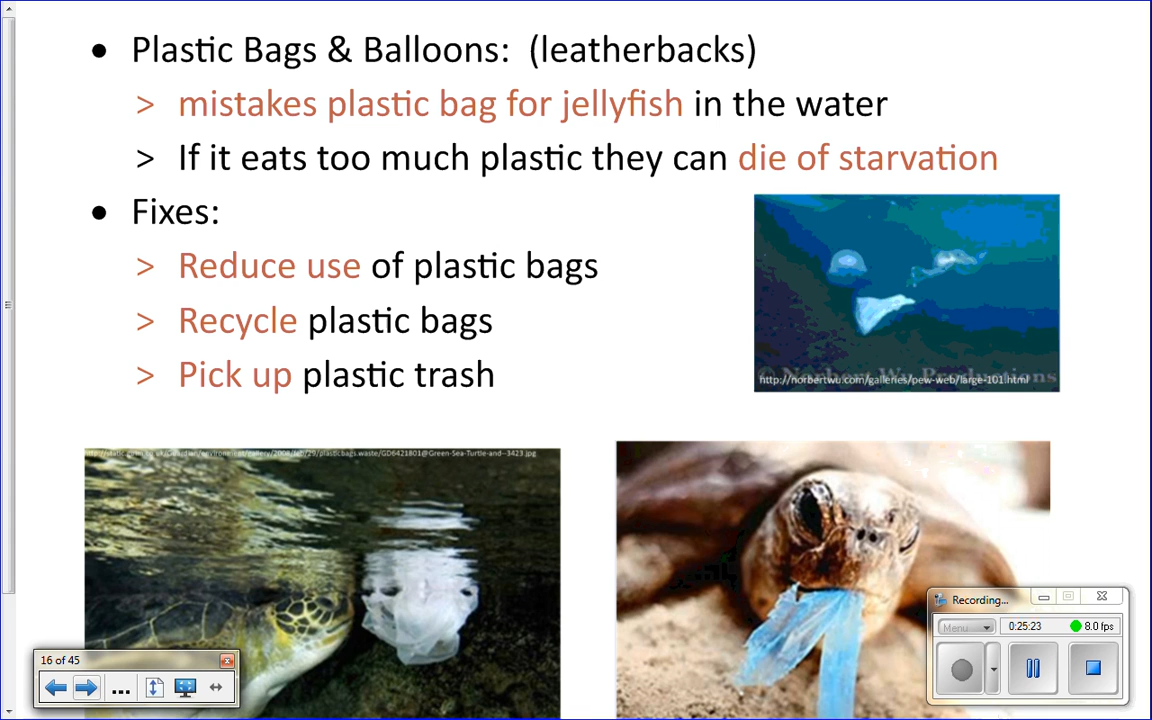 • Plastic Bags & Balloons:  (leatherbacks)
> mistakes plastic bag for jellyfish in the water
> If it eats too much plastic they can die of starvation
• Fixes:
> Reduce use of plastic bags
> Recycle plastic bags
> Pick up plastic trash
http://norbertwu.com/galleries/pew-web/large-101.html
Recording...
Menu
0:25:23
8.0 fps
16 of 45
...